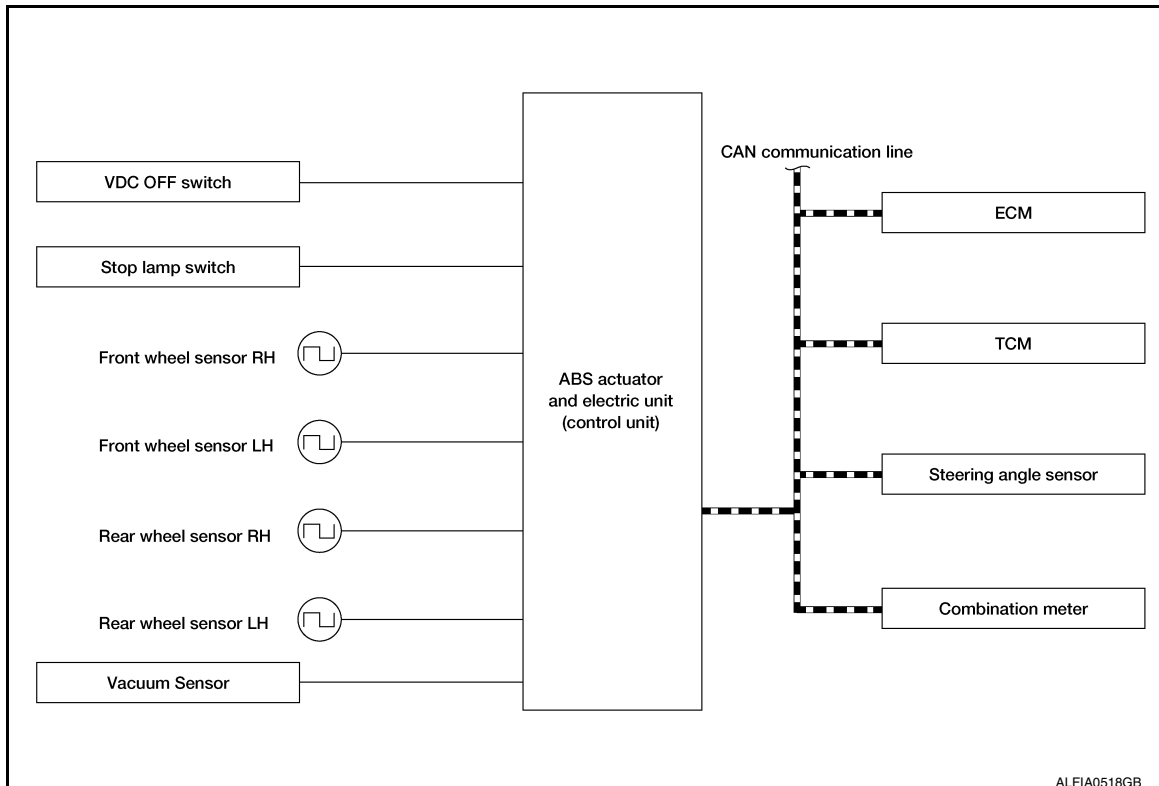 VDC OFF switch
Stop lamp switch
Front wheel sensor RH
Front wheel sensor LH
Rear wheel sensor RH
Rear wheel sensor LH
Vacuum Sensor
ABS actuator
and electric unit
(control unit)
CAN communication line
ECM
TCM
Steering angle sensor
Combination meter
ALFIA0518GB